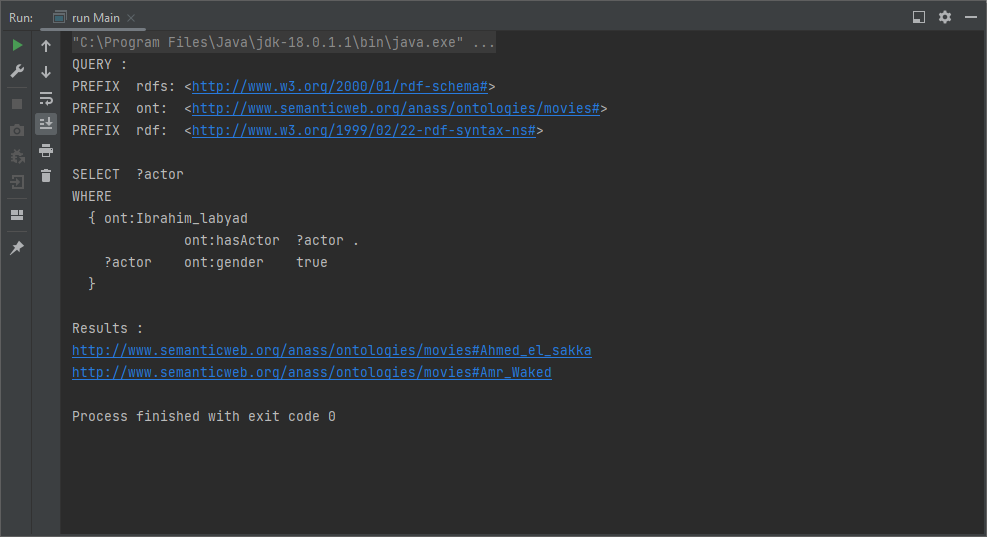 Run: run Main
"C:\Program Files\Java\jdk-18.0.1.1\bin\java.exe" ...
QUERY :
PREFIX  rdfs: <http://www.w3.org/2000/01/rdf-schema#>
PREFIX  ont:  <http://www.semanticweb.org/anass/ontologies/movies#>
PREFIX  rdf:  <http://www.w3.org/1999/02/22-rdf-syntax-ns#>
SELECT  ?actor
WHERE
  { ont:Ibrahim_labyad
              ont:hasActor  ?actor .
    ?actor    ont:gender    true
  }
Results :
http://www.semanticweb.org/anass/ontologies/movies#Ahmed_el_sakka
http://www.semanticweb.org/anass/ontologies/movies#Amr_Waked
Process finished with exit code 0